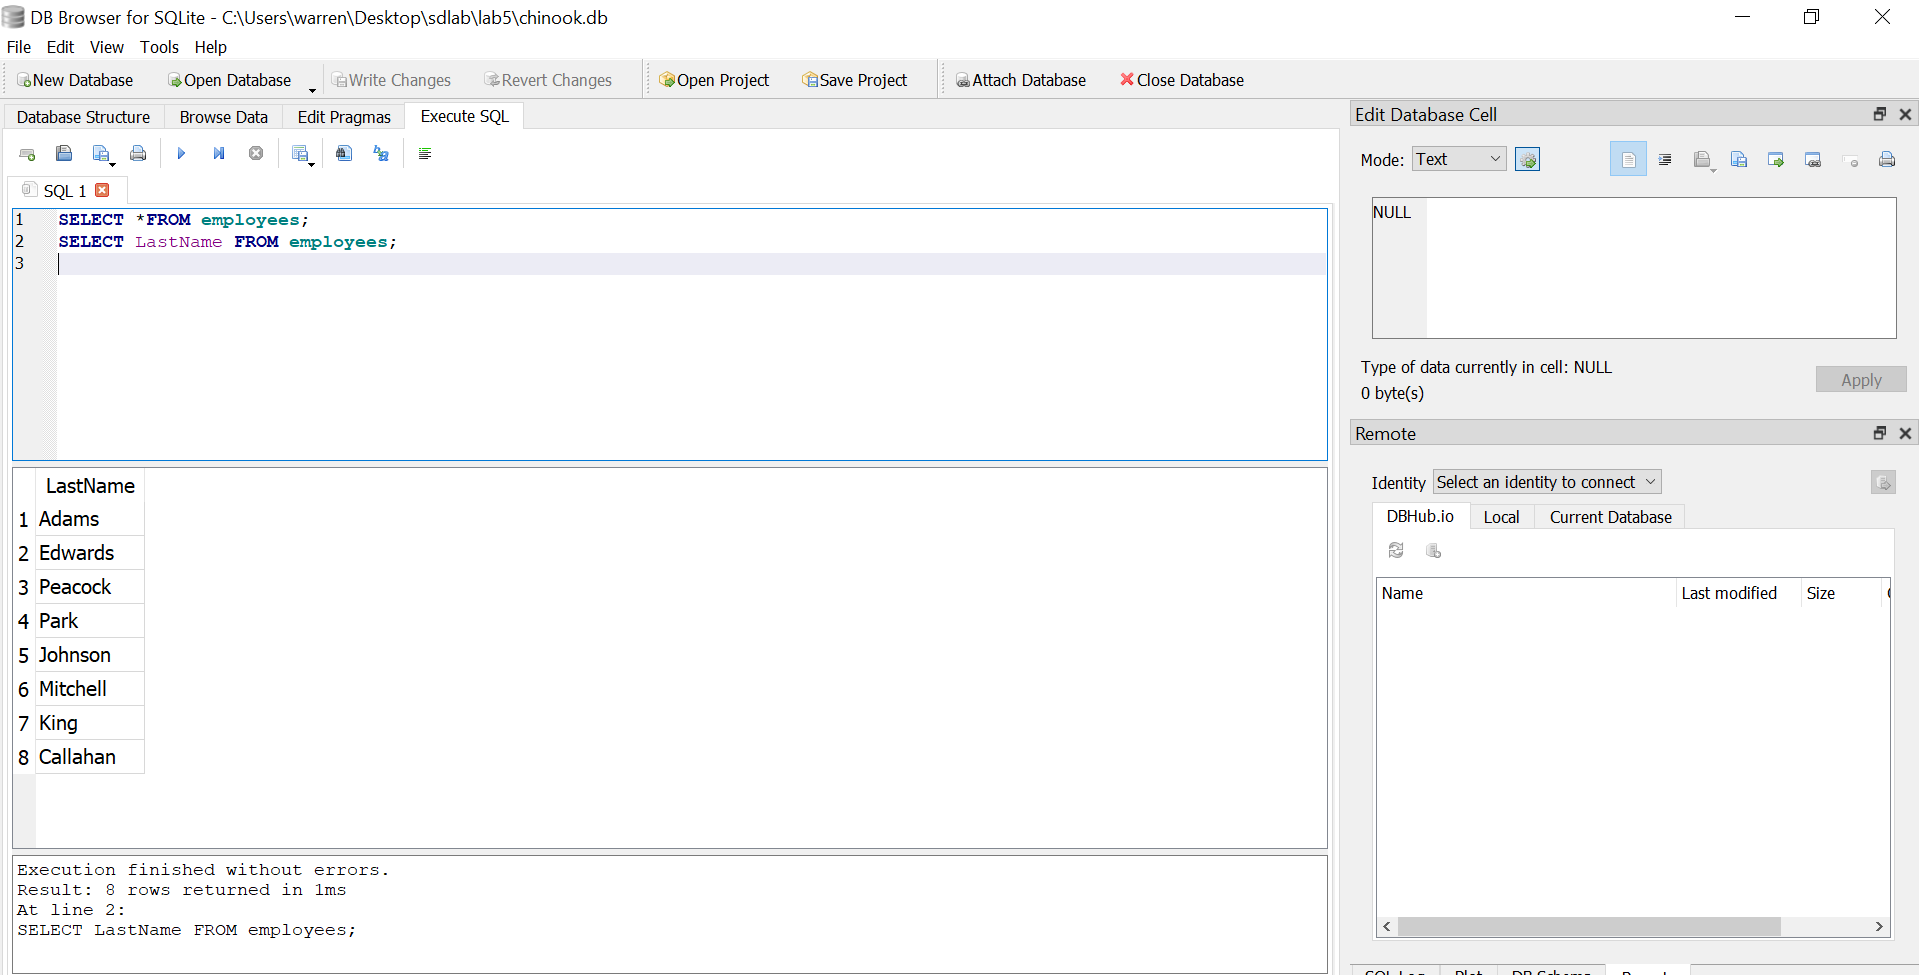 DB Browser for SQLite - C:\Users\warren\Desktop\sdlab\lab5\chinook.db
File Edit View Tools Help
New Database Open Database Write Changes Revert Changes Open Project Save Project Attach Database Close Database
Database Structure Browse Data Edit Pragmas Execute SQL
SQL 1
1 SELECT *FROM employees;
2 SELECT LastName FROM employees;
3
LastName
1 Adams
2 Edwards
3 Peacock
4 Park
5 Johnson
6 Mitchell
7 King
8 Callahan
Execution finished without errors.
Result: 8 rows returned in 1ms
At line 2:
SELECT LastName FROM employees;
Edit Database Cell
Mode: Text
NULL
Type of data currently in cell: NULL
0 byte(s)
Apply
Remote
Identity Select an identity to connect
DBHub.io Local Current Database
Name Last modified Size
SQL Log Plot DB Schema